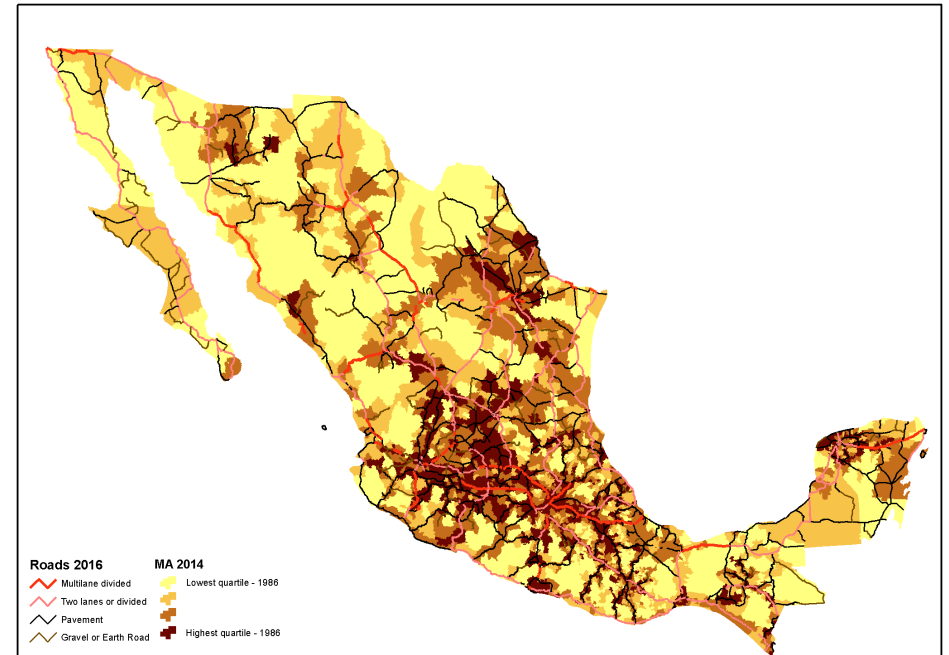 Roads 2016
Multilane divided
Two lanes or divided
Pavement
Gravel or Earth Road
MA 2014
Lowest quartile - 1986
Highest quartile - 1986